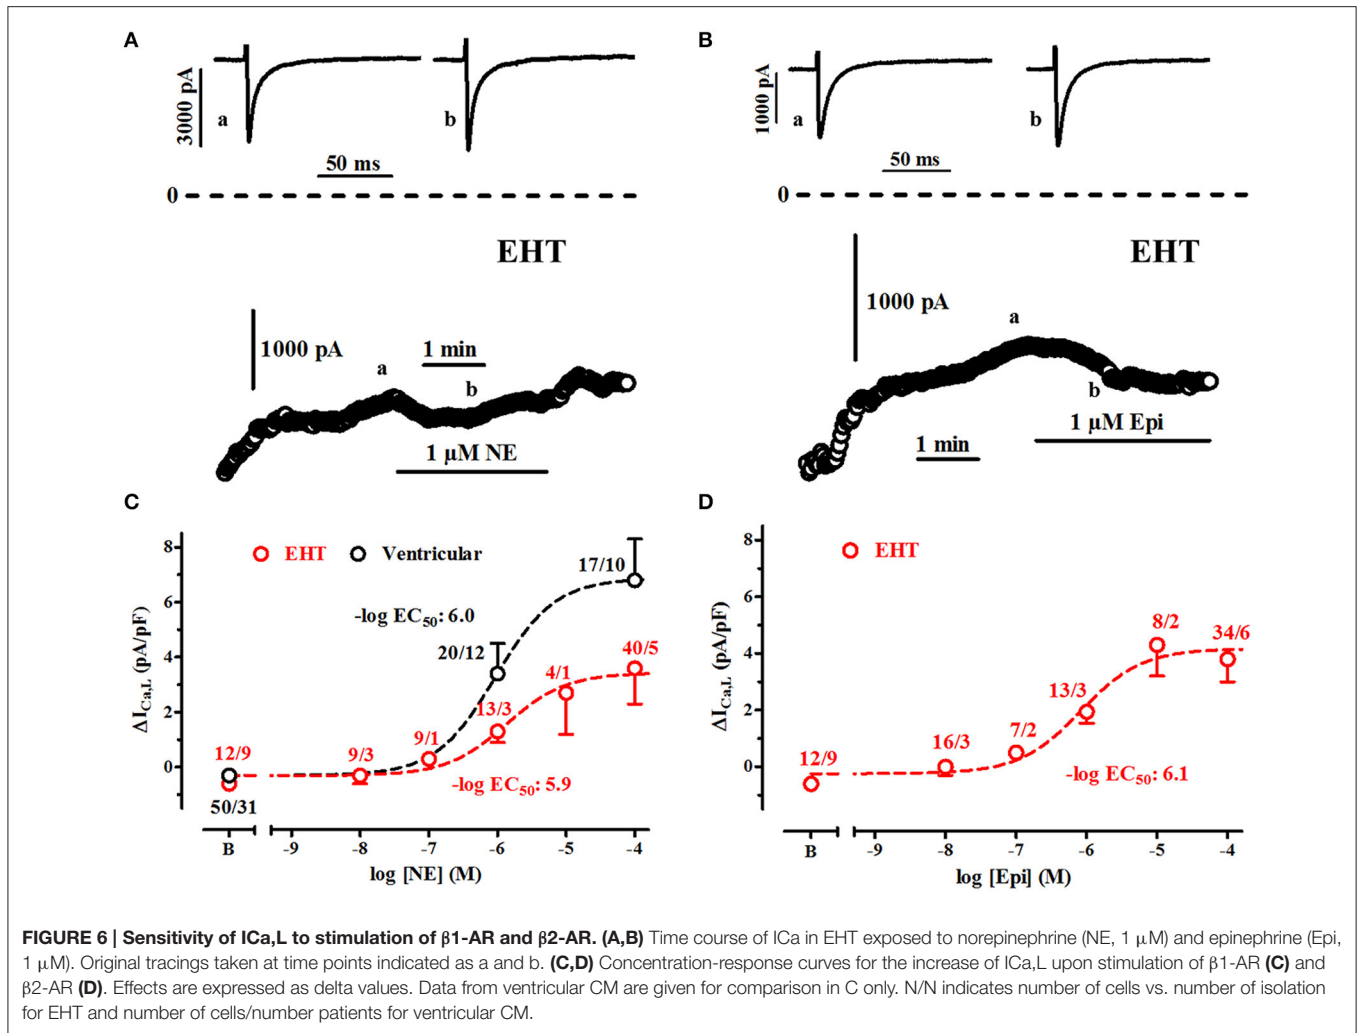 A
3000 pA
a
b
50 ms
0
EHT
1000 pA
a
1 min
b
1 µM NE
B
1000 pA
a
b
50 ms
0
EHT
1000 pA
a
b
1 µM Epi
1 min
C
EHT
Ventricular
8
6
4
2
0
ΔI_Ca,L (pA/pF)
17/10
-log EC50: 6.0
20/12
40/5
4/1
13/3
9/1
9/3
12/9
50/31
-log EC50: 5.9
B -9 -8 -7 -6 -5 -4
log [NE] (M)
D
EHT
8
6
4
2
0
ΔI_Ca,L (pA/pF)
8/2
34/6
13/3
7/2
16/3
12/9
-log EC50: 6.1
B -9 -8 -7 -6 -5 -4
log [Epi] (M)
FIGURE 6 | Sensitivity of ICa,L to stimulation of β1-AR and β2-AR. (A,B) Time course of ICa in EHT exposed to norepinephrine (NE, 1 µM) and epinephrine (Epi,
1 µM). Original tracings taken at time points indicated as a and b. (C,D) Concentration-response curves for the increase of ICa,L upon stimulation of β1-AR (C) and
β2-AR (D). Effects are expressed as delta values. Data from ventricular CM are given for comparison in C only. N/N indicates number of cells vs. number of isolation
for EHT and number of cells/number patients for ventricular CM.